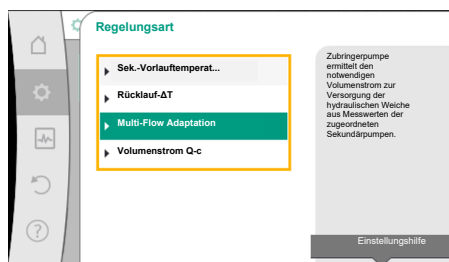 Regelungsart
Sek.-Vorlauftemperat...
Rücklauf-ΔT
Multi-Flow Adaptation
Volumenstrom Q-c
Zubringerpumpe
ermittelt den
notwendigen
Volumenstrom zur
Versorgung der
hydraulischen Weiche
aus Messwerten der
zugeordneten
Sekundärpumpen.
Einstellungshilfe